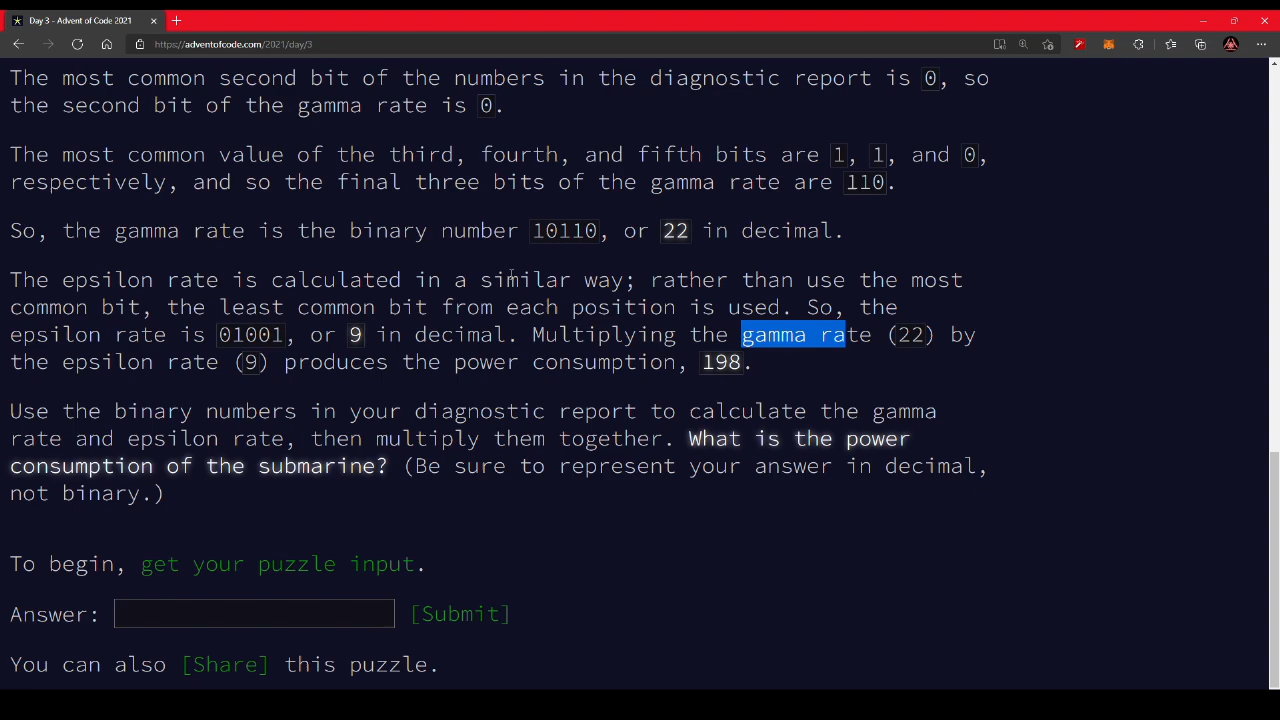 Day 3 - Advent of Code 2021
https://adventofcode.com/2021/day/3
The most common second bit of the numbers in the diagnostic report is 0, so
the second bit of the gamma rate is 0.
The most common value of the third, fourth, and fifth bits are 1, 1, and 0,
respectively, and so the final three bits of the gamma rate are 110.
So, the gamma rate is the binary number 10110, or 22 in decimal.
The epsilon rate is calculated in a similar way; rather than use the most
common bit, the least common bit from each position is used. So, the
epsilon rate is 01001, or 9 in decimal. Multiplying the gamma rate (22) by
the epsilon rate (9) produces the power consumption, 198.
Use the binary numbers in your diagnostic report to calculate the gamma
rate and epsilon rate, then multiply them together. What is the power
consumption of the submarine? (Be sure to represent your answer in decimal,
not binary.)
To begin, get your puzzle input.
Answer: [Submit]
You can also [Share] this puzzle.